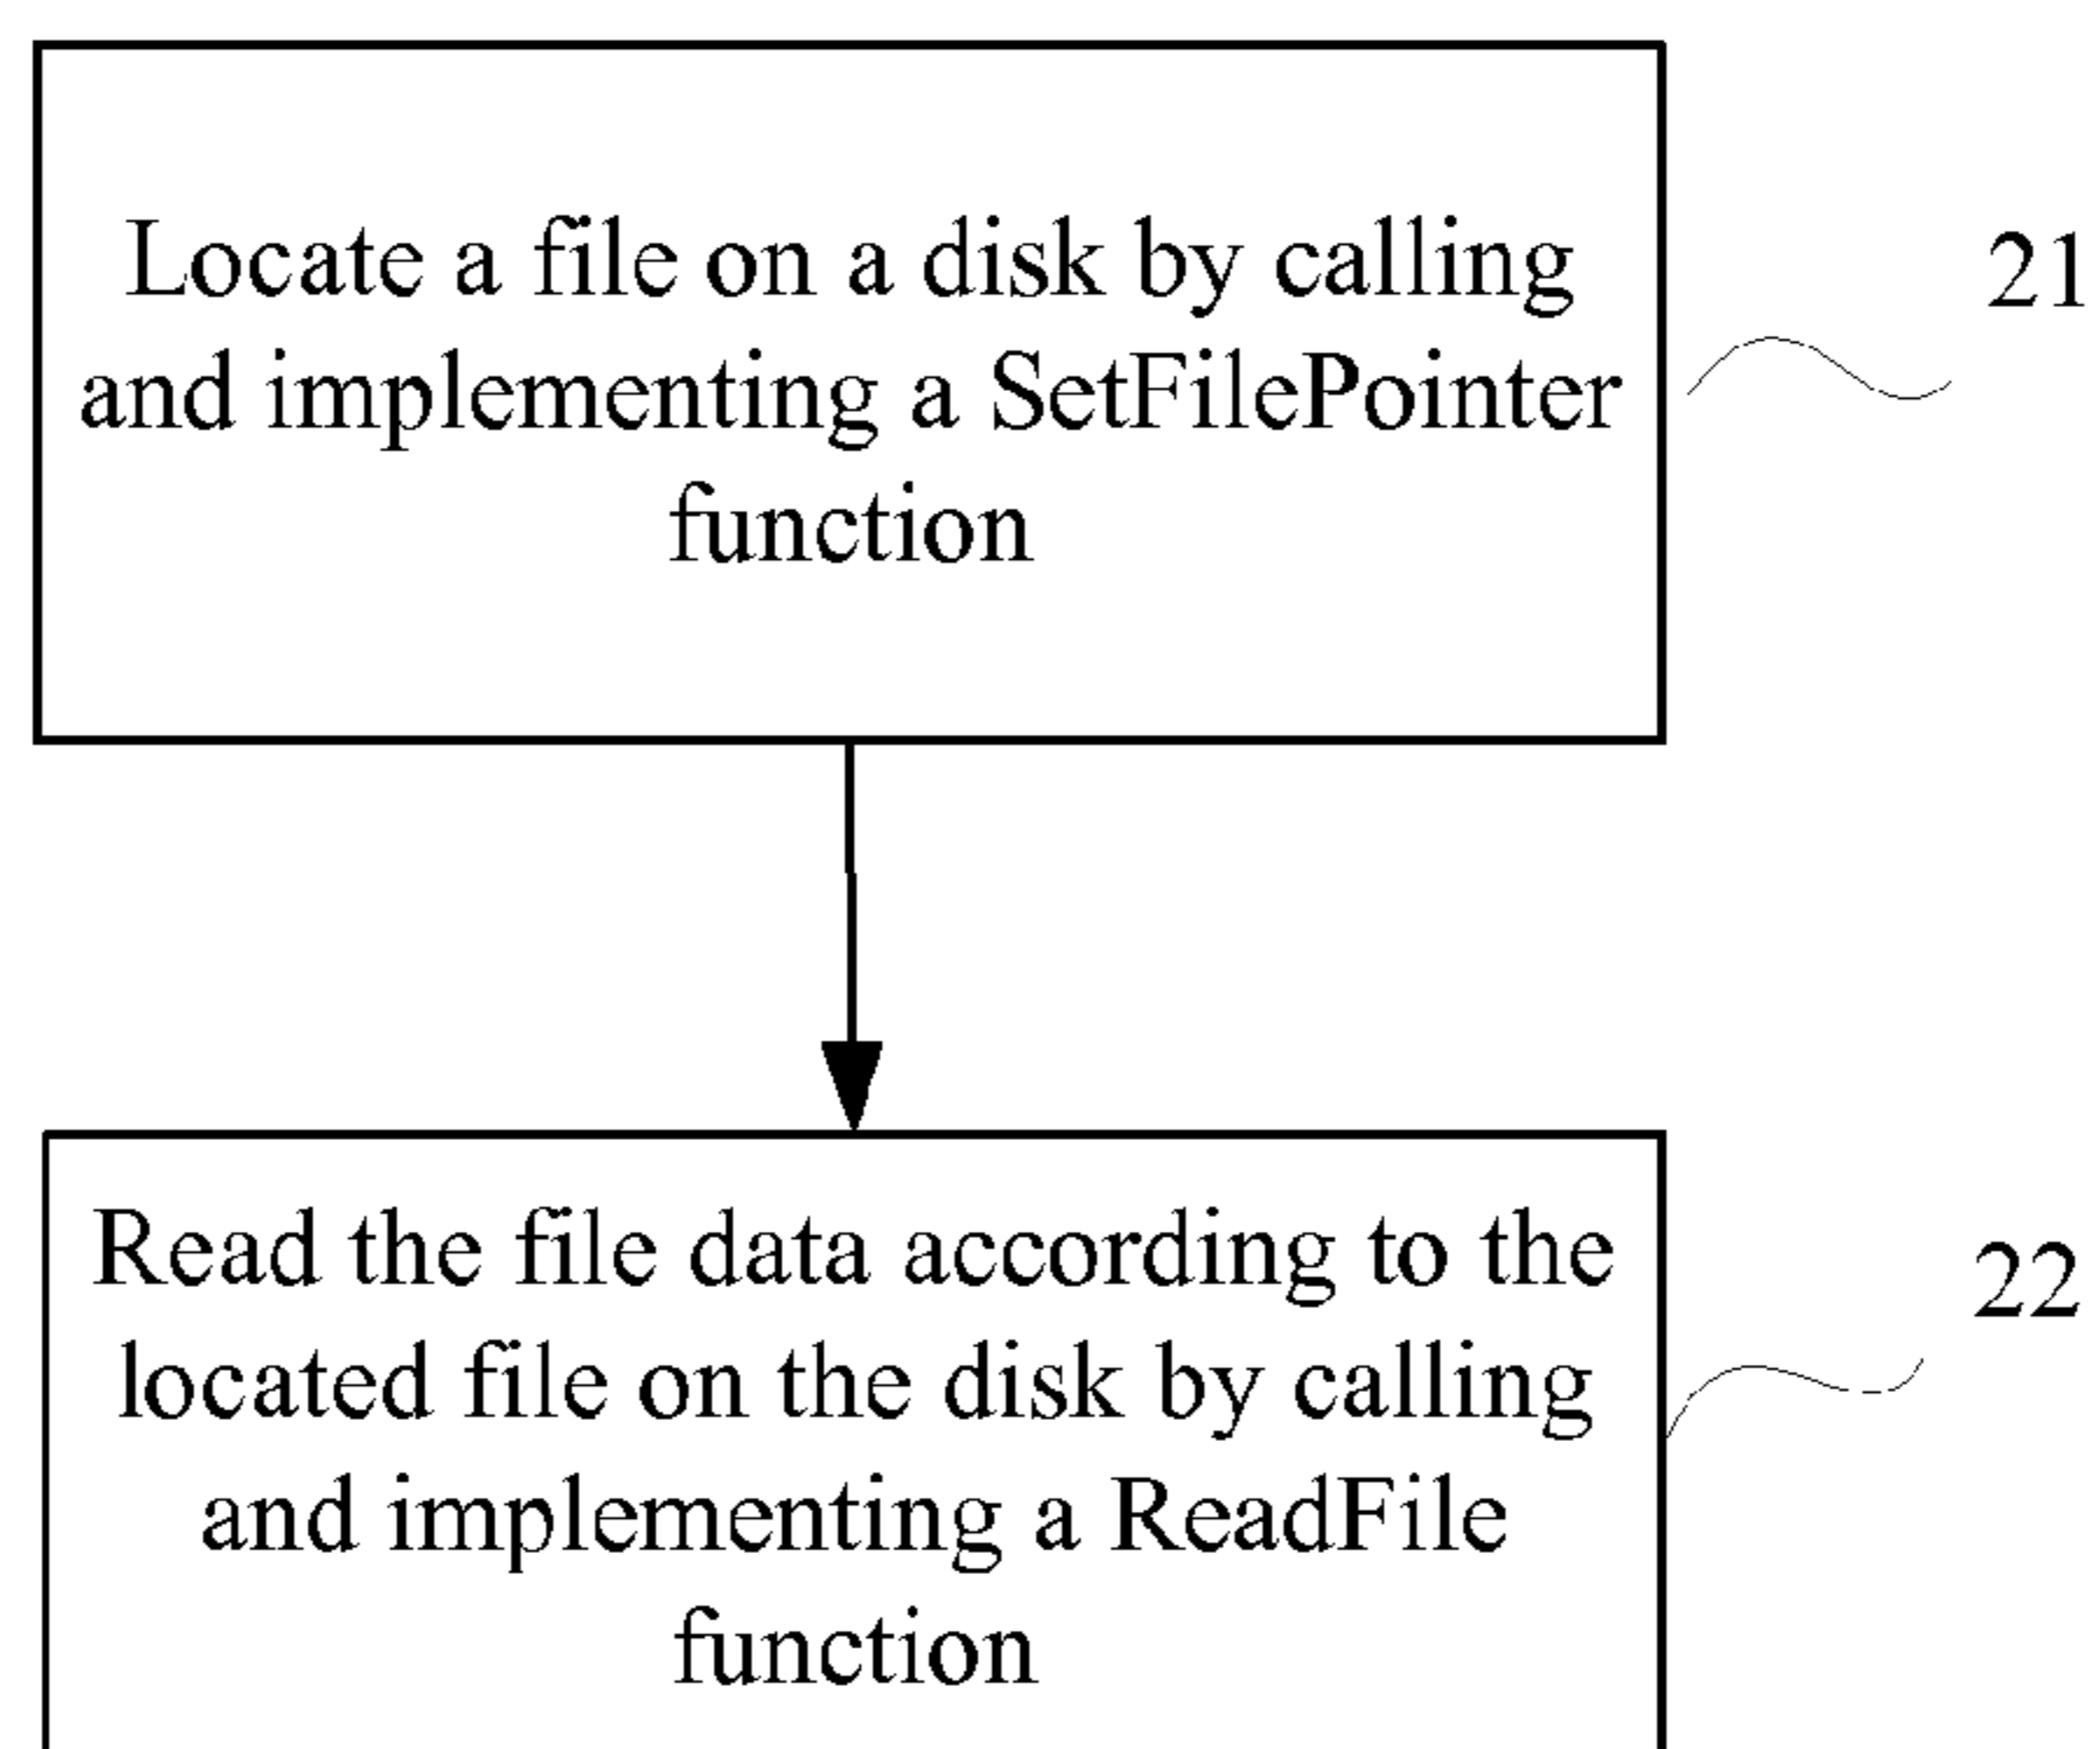 Locate a file on a disk by calling
and implementing a SetFilePointer
function
21
Read the file data according to the
located file on the disk by calling
and implementing a ReadFile
function
22